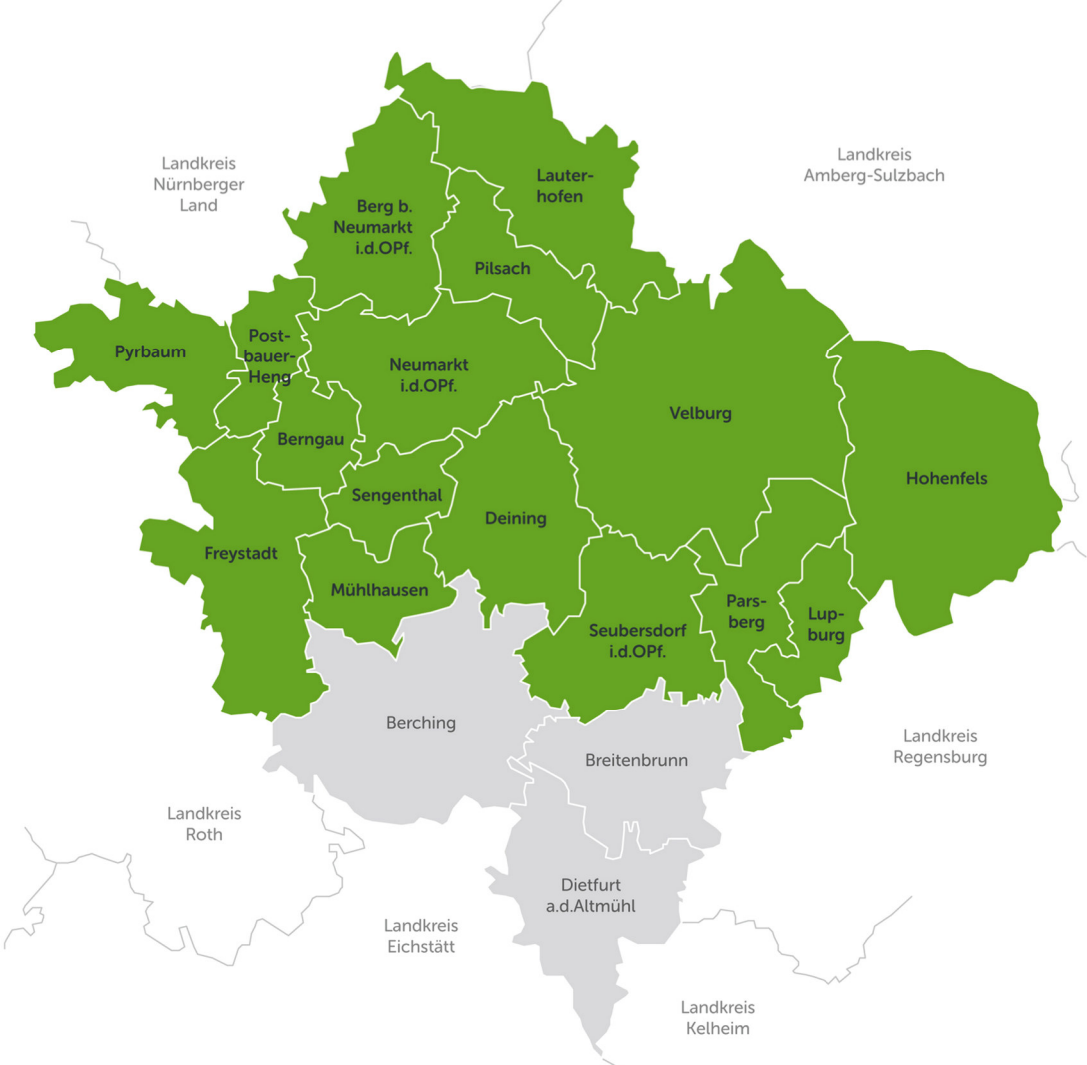 Landkreis
Nürnberger
Land
Landkreis
Amberg-Sulzbach
Lauter-
hofen
Berg b.
Neumarkt
i.d.OPf.
Pilsach
Pyrbaum
Post-
bauer-
Heng
Neumarkt
i.d.OPf.
Velburg
Berngau
Hohenfels
Sengenthal
Deining
Freystadt
Mühlhausen
Pars-
berg
Lup-
burg
Seubersdorf
i.d.OPf.
Berching
Breitenbrunn
Landkreis
Regensburg
Landkreis
Roth
Dietfurt
a.d.Altmühl
Landkreis
Eichstätt
Landkreis
Kelheim